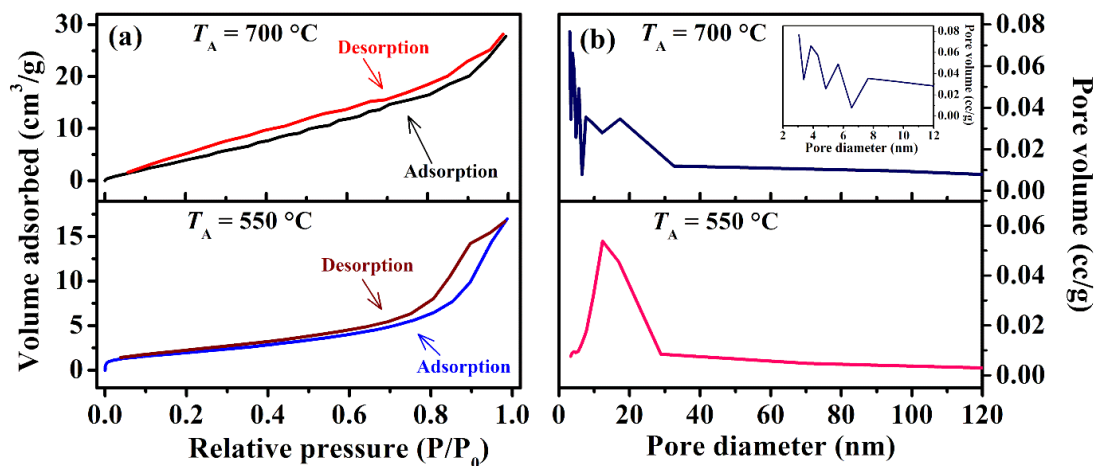 (a)
T_A = 700 °C
Desorption
Adsorption
30
20
10
0
T_A = 550 °C
Desorption
Adsorption
15
10
5
0
0.0 0.2 0.4 0.6 0.8 1.0
Volume adsorbed (cm³/g)
Relative pressure (P/P₀)
(b)
T_A = 700 °C
0.08
0.06
0.04
0.02
0.00
2 4 6 8 10 12
Pore diameter (nm)
Pore volume (cc/g)
0.08
0.06
0.04
0.02
0.00
T_A = 550 °C
0.06
0.04
0.02
0.00
0 20 40 60 80 100 120
Pore diameter (nm)
Pore volume (cc/g)